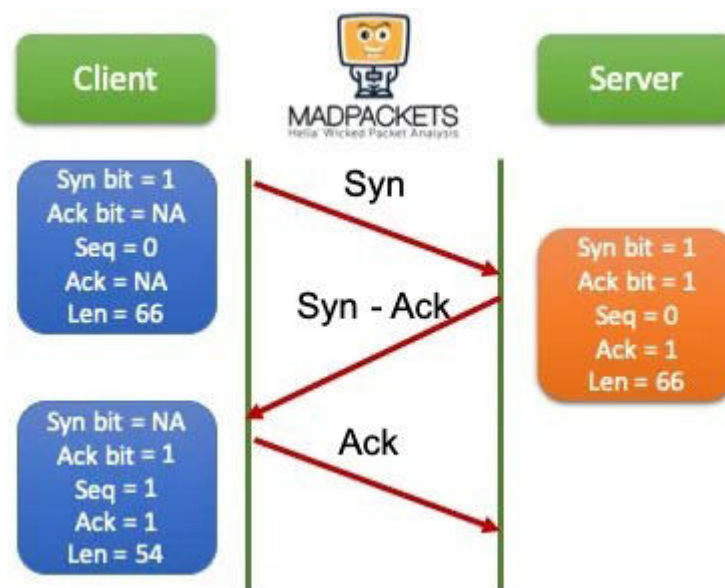 Client
MADPACKETS
Hella' Wicked Packet Analysis
Server
Syn bit = 1
Ack bit = NA
Seq = 0
Ack = NA
Len = 66
Syn
Syn bit = 1
Ack bit = 1
Seq = 0
Ack = 1
Len = 66
Syn - Ack
Syn bit = NA
Ack bit = 1
Seq = 1
Ack = 1
Len = 54
Ack